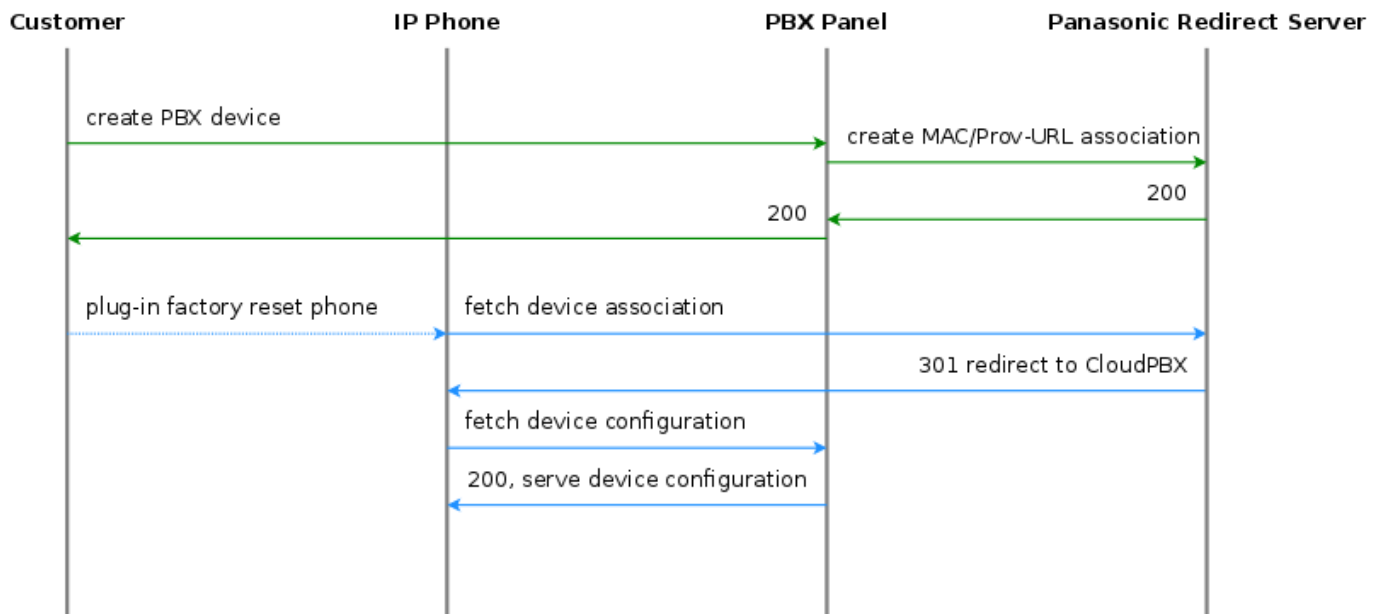 Customer
IP Phone
PBX Panel
Panasonic Redirect Server
create PBX device
create MAC/Prov-URL association
200
200
plug-in factory reset phone
fetch device association
301 redirect to CloudPBX
fetch device configuration
200, serve device configuration